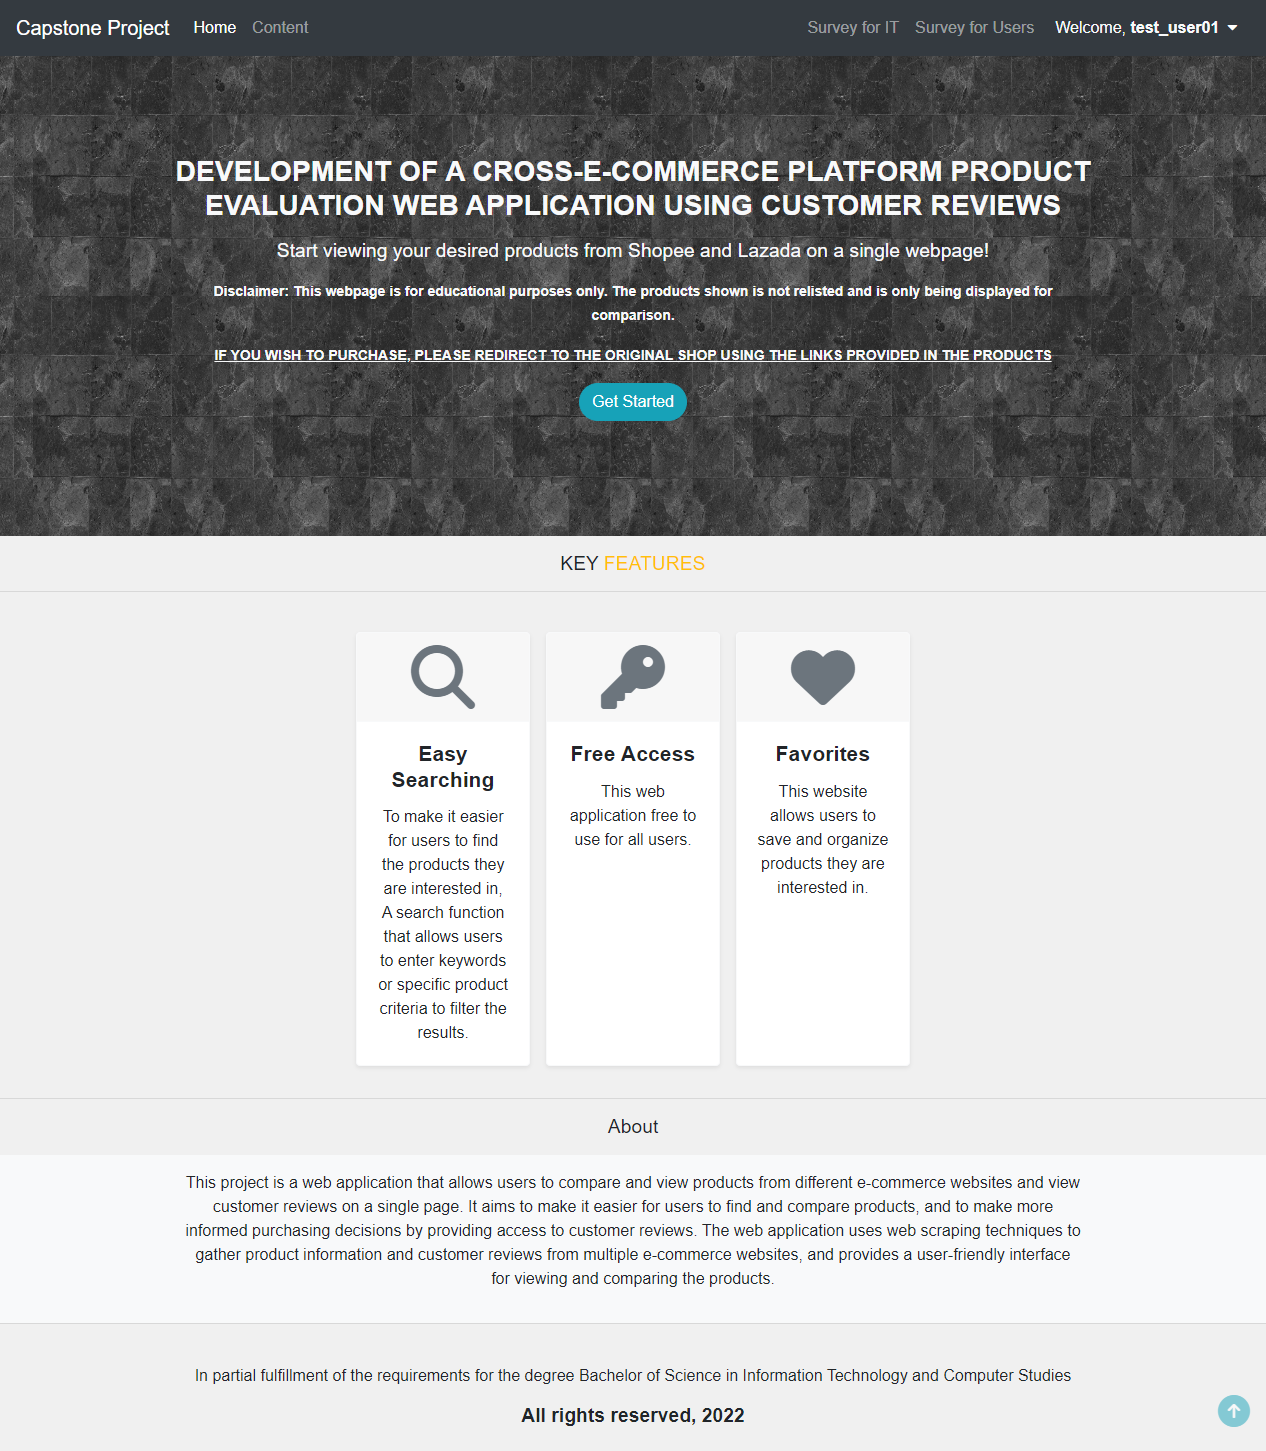 Capstone Project Home Content Survey for IT Survey for Users Welcome, test_user01
DEVELOPMENT OF A CROSS-E-COMMERCE PLATFORM PRODUCT
EVALUATION WEB APPLICATION USING CUSTOMER REVIEWS
Start viewing your desired products from Shopee and Lazada on a single webpage!
Disclaimer: This webpage is for educational purposes only. The products shown is not relisted and is only being displayed for
comparison.
IF YOU WISH TO PURCHASE, PLEASE REDIRECT TO THE ORIGINAL SHOP USING THE LINKS PROVIDED IN THE PRODUCTS
Get Started
KEY FEATURES
Easy
Searching
To make it easier
for users to find
the products they
are interested in,
A search function
that allows users
to enter keywords
or specific product
criteria to filter the
results.
Free Access
This web
application free to
use for all users.
Favorites
This website
allows users to
save and organize
products they are
interested in.
About
This project is a web application that allows users to compare and view products from different e-commerce websites and view
customer reviews on a single page. It aims to make it easier for users to find and compare products, and to make more
informed purchasing decisions by providing access to customer reviews. The web application uses web scraping techniques to
gather product information and customer reviews from multiple e-commerce websites, and provides a user-friendly interface
for viewing and comparing the products.
In partial fulfillment of the requirements for the degree Bachelor of Science in Information Technology and Computer Studies
All rights reserved, 2022